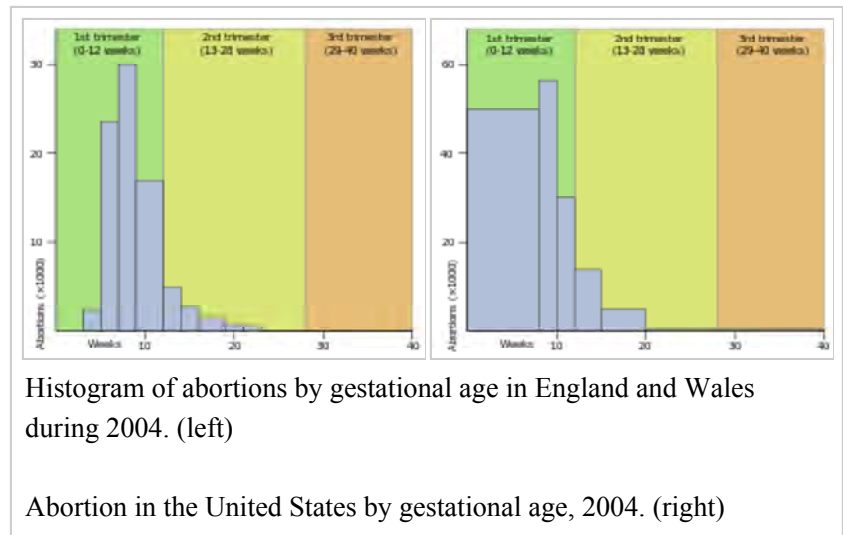 1st trimester 2nd trimester 3rd trimester
(0-12 weeks) (13-28 weeks) (29-40 weeks)
30
20
10
Abortions (×1000)
Weeks 10 20 30 40
1st trimester 2nd trimester 3rd trimester
(0-12 weeks) (13-28 weeks) (29-40 weeks)
60
40
20
Abortions (×1000)
Weeks 10 20 30 40
Histogram of abortions by gestational age in England and Wales
during 2004. (left)
Abortion in the United States by gestational age, 2004. (right)